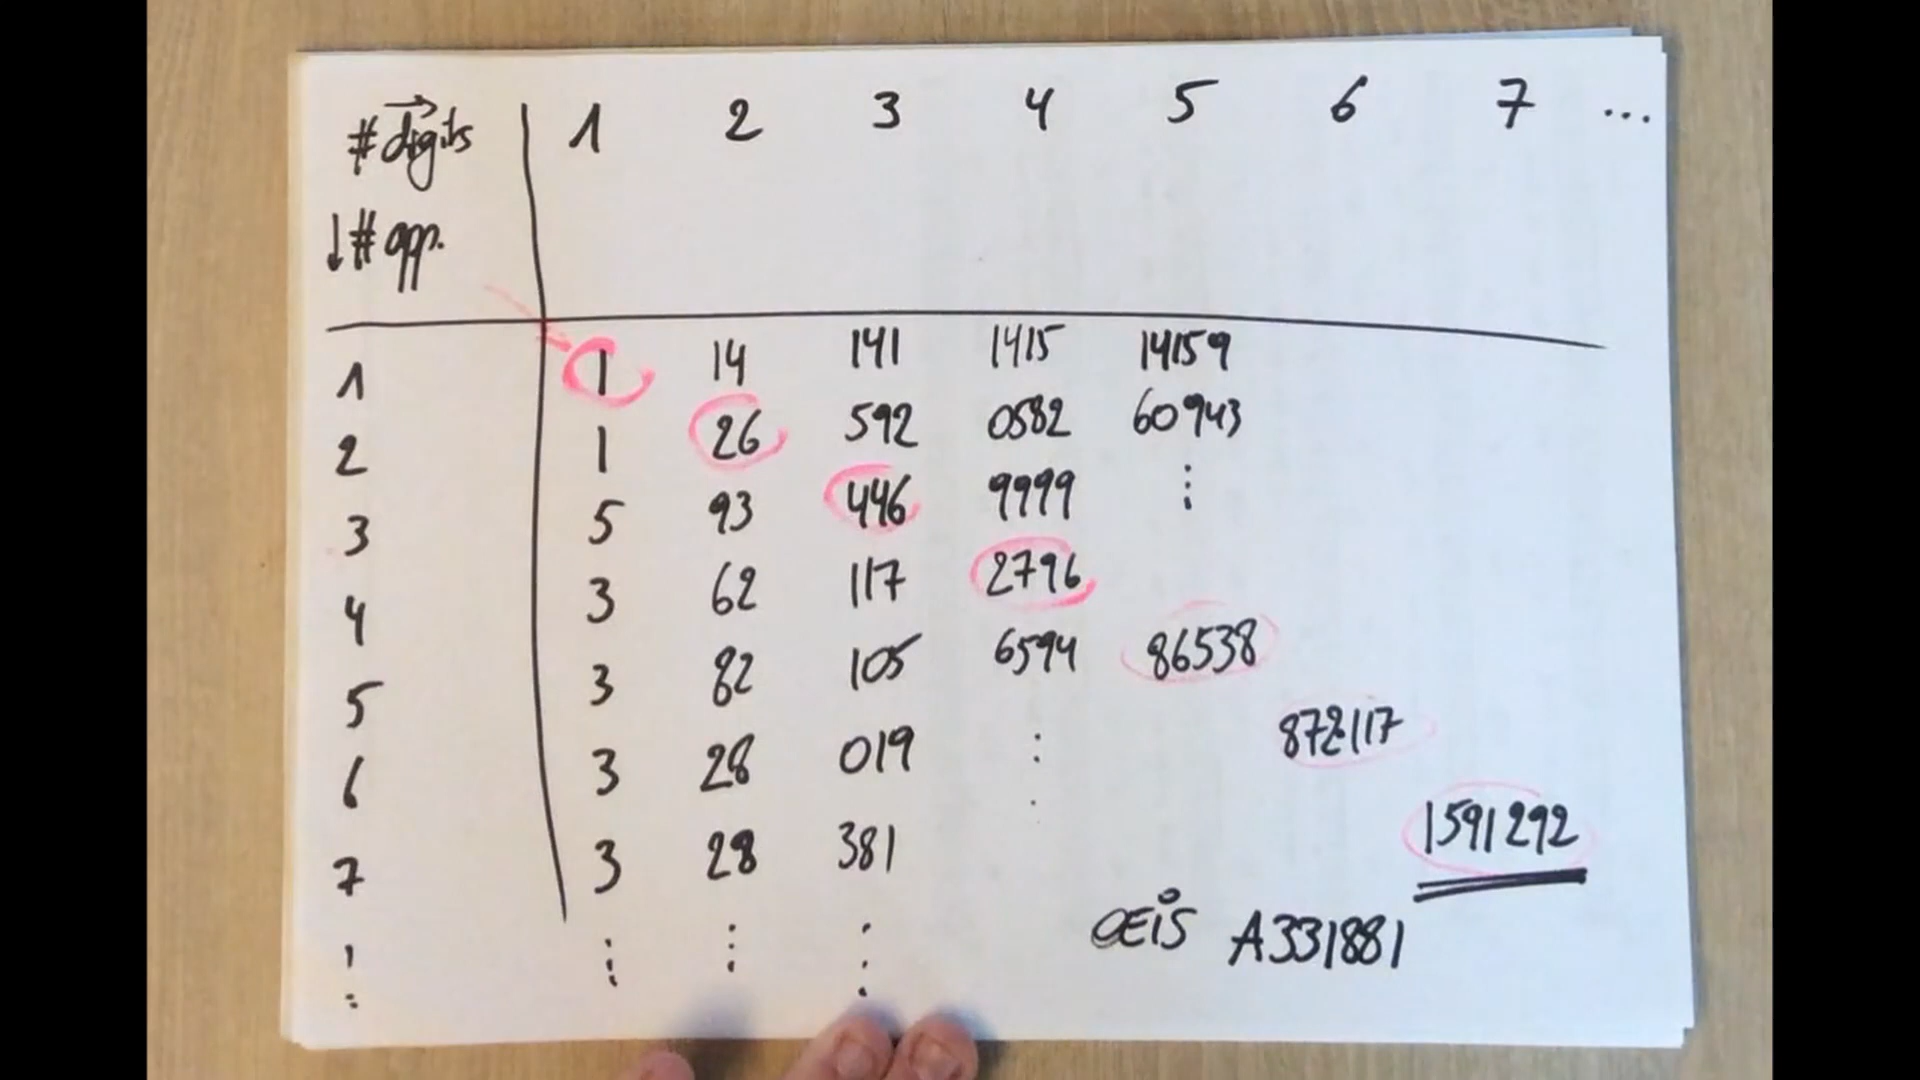 #digits 1 2 3 4 5 6 7 ...
↓#app.
1 1 14 141 1415 14159
2 1 26 592 0582 60943
3 5 93 446 9999 ⋮
4 3 62 117 2796
5 3 82 105 6594 86538
6 3 28 019 ⋮ 872117
7 3 28 381 1591292
⋮ ⋮ ⋮ ⋮ OEiS A331881